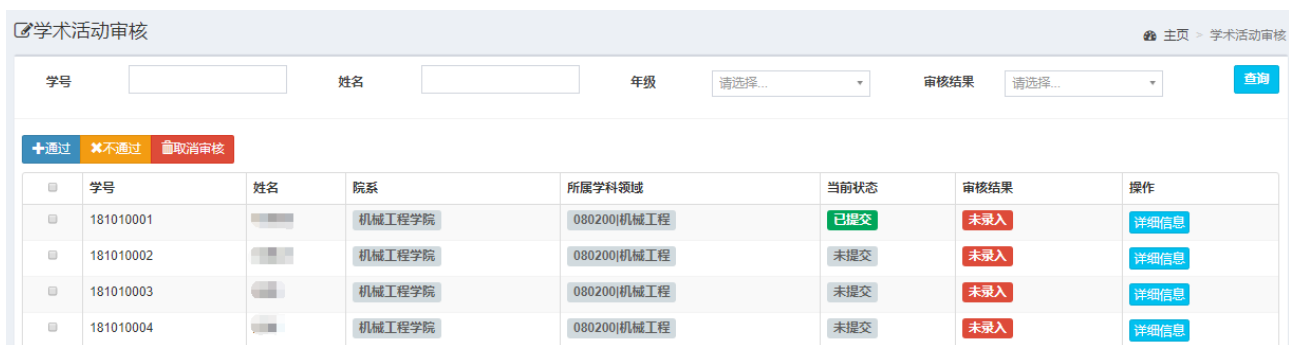 学术活动审核
主页 > 学术活动审核
学号 姓名 年级 请选择... 审核结果 请选择... 查询
通过 不通过 取消审核
学号 姓名 院系 所属学科领域 当前状态 审核结果 操作
181010001 机械工程学院 080200|机械工程 已提交 未录入 详细信息
181010002 机械工程学院 080200|机械工程 未提交 未录入 详细信息
181010003 机械工程学院 080200|机械工程 未提交 未录入 详细信息
181010004 机械工程学院 080200|机械工程 未提交 未录入 详细信息